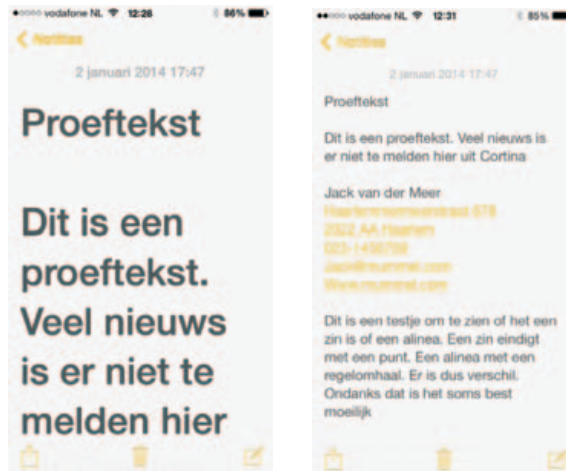 vodafone NL 12:26 86%
Notities
2 januari 2014 17:47
Proeftekst
Dit is een
proeftekst.
Veel nieuws
is er niet te
melden hier
vodafone NL 12:31 85%
Notities
2 januari 2014 17:47
Proeftekst
Dit is een proeftekst. Veel nieuws is
er niet te melden hier uit Cortina
Jack van der Meer
2022 AA Haarlem
Dit is een testje om te zien of het een
zin is of een alinea. Een zin eindigt
met een punt. Een alinea met een
regelomhaal. Er is dus verschil.
Ondanks dat is het soms best
moeilijk